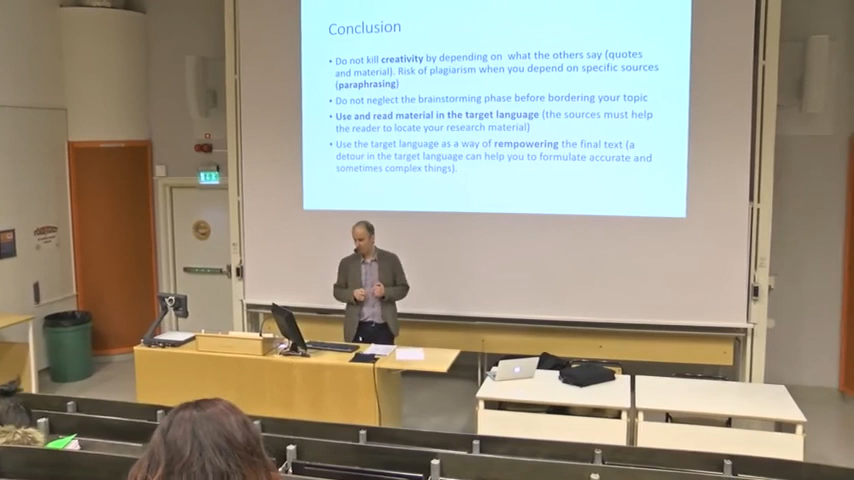 Conclusion
• Do not kill creativity by depending on what the others say (quotes
and material). Risk of plagiarism when you depend on specific sources
(paraphrasing)
• Do not neglect the brainstorming phase before bordering your topic
• Use and read material in the target language (the sources must help
the reader to locate your research material)
• Use the target language as a way of rempowering the final text (a
detour in the target language can help you to formulate accurate and
sometimes complex things).